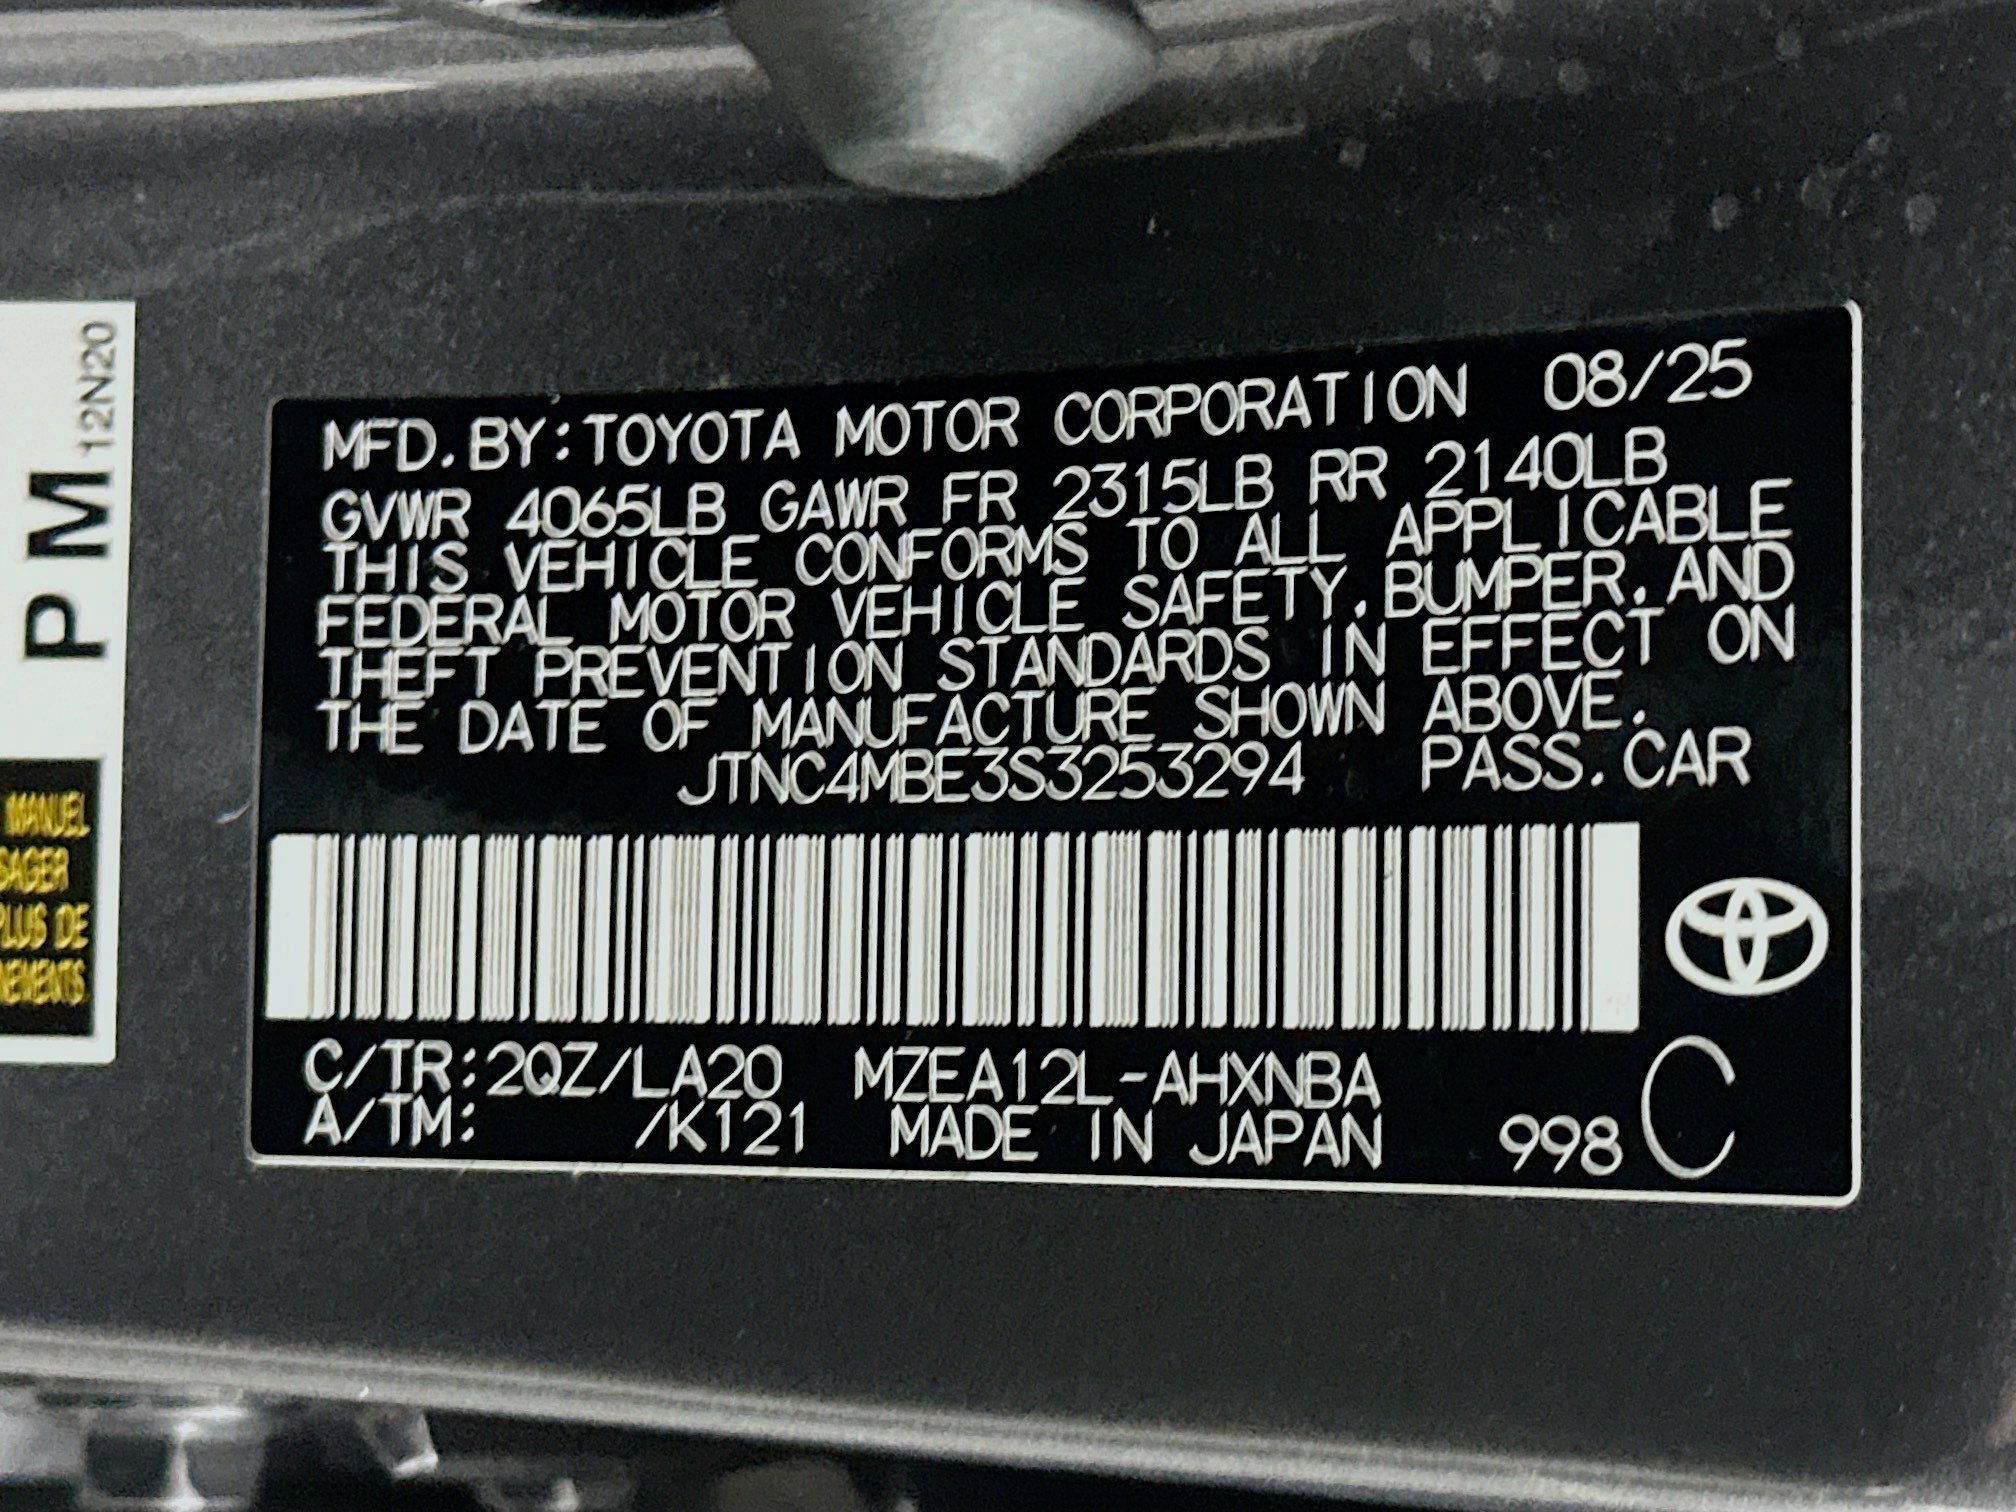 PM 12N20
MANUEL
SAGER
PLUS DE
NEMENTS
MFD.BY:TOYOTA MOTOR CORPORATION 08/25
GVWR 4065LB GAWR FR 2315LB RR 2140LB
THIS VEHICLE CONFORMS TO ALL APPLICABLE
FEDERAL MOTOR VEHICLE SAFETY,BUMPER,AND
THEFT PREVENTION STANDARDS IN EFFECT ON
THE DATE OF MANUFACTURE SHOWN ABOVE.
JTNC4MBE3S3253294 PASS.CAR
C/TR:2QZ/LA20 MZEA12L-AHXNBA
A/TM: /K121 MADE IN JAPAN 998 C